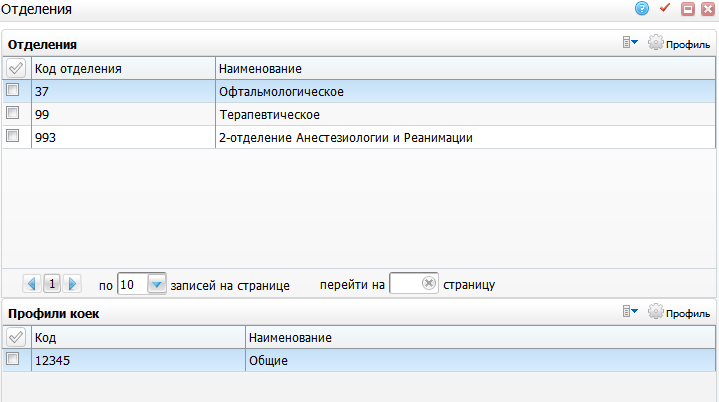 Отделения
Отделения Профиль
Код отделения Наименование
37 Офтальмологическое
99 Терапевтическое
993 2-отделение Анестезиологии и Реанимации
1 по 10 записей на странице перейти на страницу
Профили коек Профиль
Код Наименование
12345 Общие